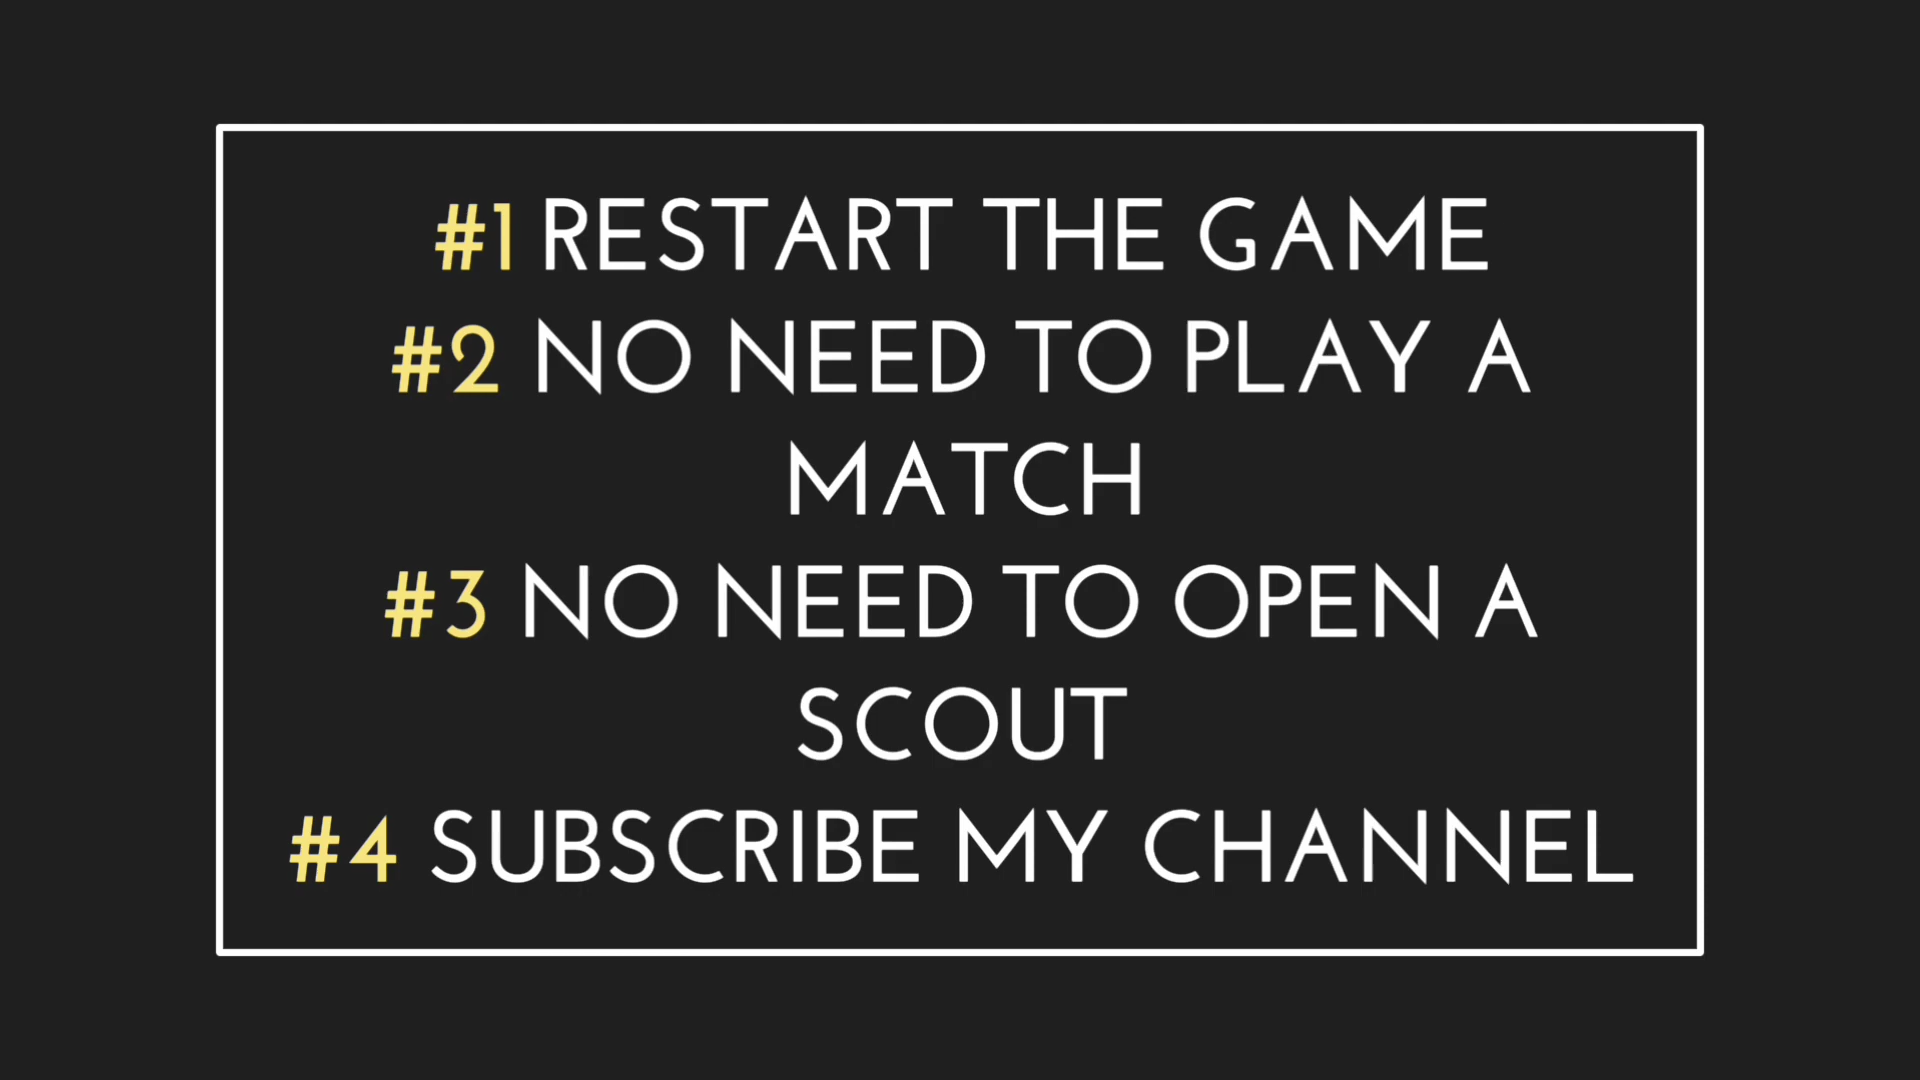 #1 RESTART THE GAME
#2 NO NEED TO PLAY A
MATCH
#3 NO NEED TO OPEN A
SCOUT
#4 SUBSCRIBE MY CHANNEL